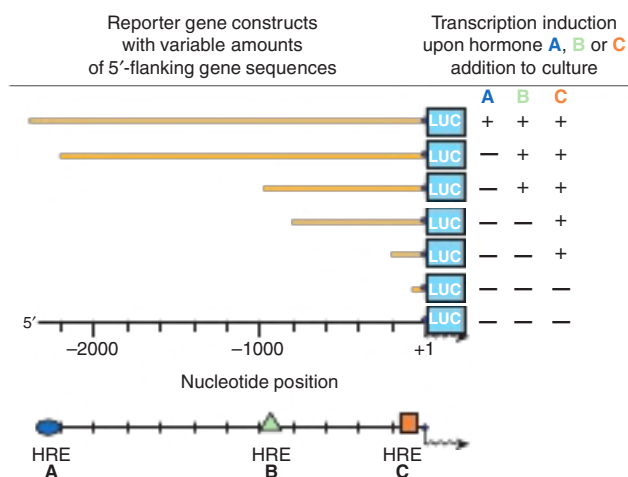 Reporter gene constructs
with variable amounts
of 5′-flanking gene sequences
Transcription induction
upon hormone A, B or C
addition to culture
A B C
LUC + + +
LUC — + +
LUC — + +
LUC — — +
LUC — — +
LUC — — —
5′ LUC — — —
–2000 –1000 +1
Nucleotide position
HRE HRE HRE
A B C